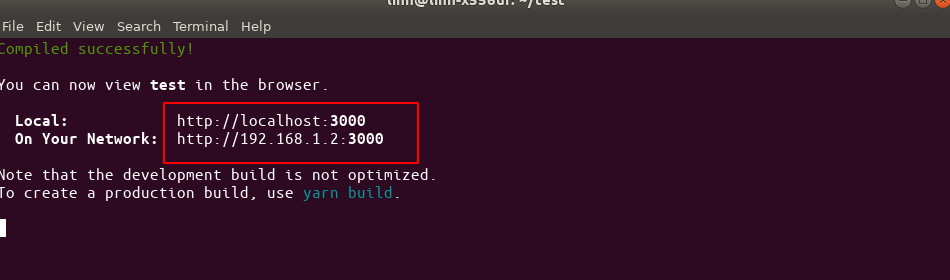 File Edit View Search Terminal Help
Compiled successfully!
You can now view test in the browser.
Local: http://localhost:3000
On Your Network: http://192.168.1.2:3000
Note that the development build is not optimized.
To create a production build, use yarn build.